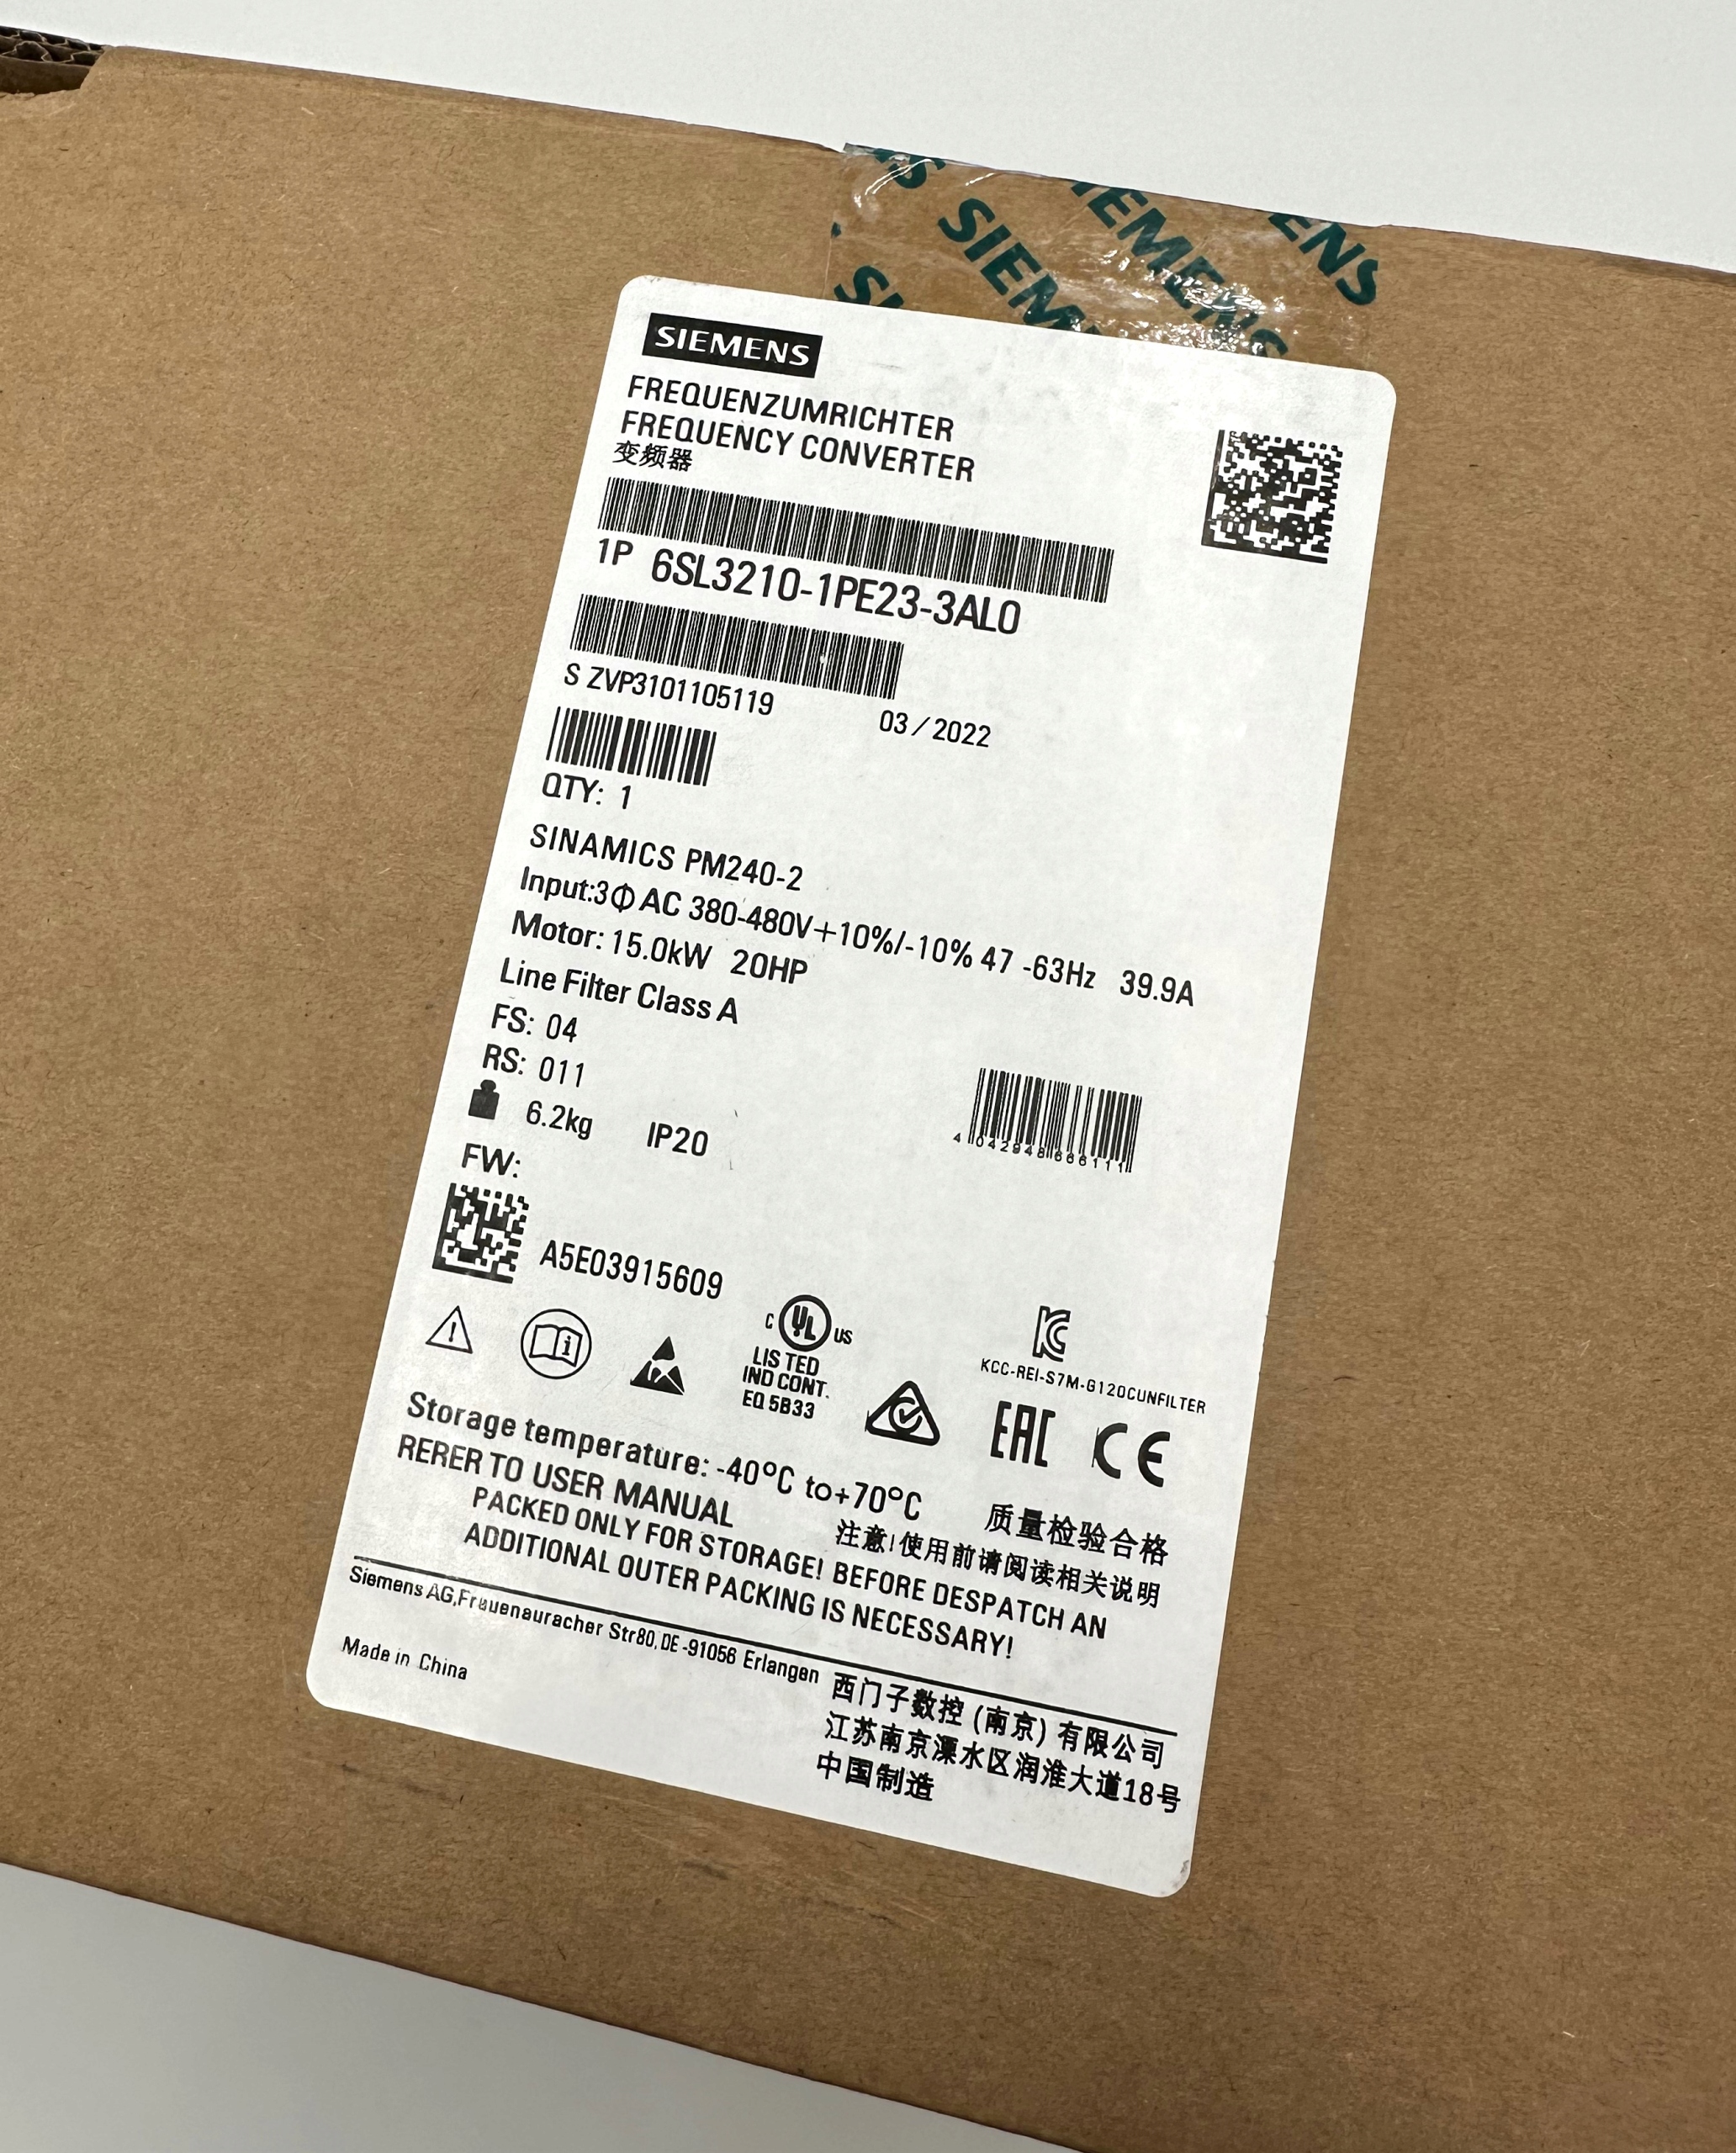 SIEMENS
SIEMENS
SIEMENS
FREQUENZUMRICHTER
FREQUENCY CONVERTER
变频器
1P 6SL3210-1PE23-3AL0
S ZVP3101105119 03/2022
QTY: 1
SINAMICS PM240-2
Input:3Φ AC 380-480V+10%/-10% 47 -63Hz 39.9A
Motor: 15.0kW 20HP
Line Filter Class A
FS: 04
RS: 011
6.2kg IP20
4 042948 666111
FW:
A5E03915609
C UL US
LISTED
IND CONT.
EQ 5B33
KCC-REI-S7M-G120CUNFILTER
EAC CE
Storage temperature: -40°C to+70°C
质量检验合格
RERER TO USER MANUAL
注意!使用前请阅读相关说明
PACKED ONLY FOR STORAGE! BEFORE DESPATCH AN
ADDITIONAL OUTER PACKING IS NECESSARY!
Siemens AG,Frauenauracher Str80, DE-91056 Erlangen
Made in China
西门子数控 (南京) 有限公司
江苏南京溧水区润淮大道18号
中国制造